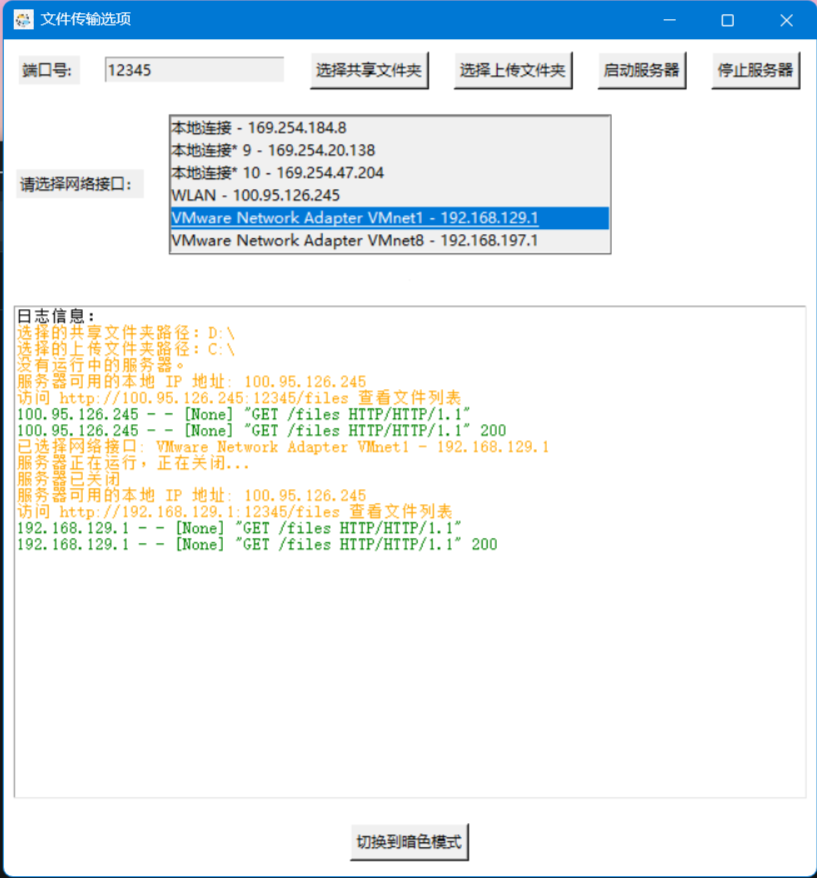 文件传输选项
端口号:
12345
选择共享文件夹
选择上传文件夹
启动服务器
停止服务器
请选择网络接口:
本地连接 - 169.254.184.8
本地连接* 9 - 169.254.20.138
本地连接* 10 - 169.254.47.204
WLAN - 100.95.126.245
VMware Network Adapter VMnet1 - 192.168.129.1
VMware Network Adapter VMnet8 - 192.168.197.1
日志信息:
选择的共享文件夹路径: D:\
选择的上传文件夹路径: C:\
没有运行中的服务器。
服务器可用的本地 IP 地址: 100.95.126.245
访问 http://100.95.126.245:12345/files 查看文件列表
100.95.126.245 - - [None] "GET /files HTTP/HTTP/1.1"
100.95.126.245 - - [None] "GET /files HTTP/HTTP/1.1" 200
已选择网络接口: VMware Network Adapter VMnet1 - 192.168.129.1
服务器正在运行，正在关闭...
服务器已关闭
服务器可用的本地 IP 地址: 100.95.126.245
访问 http://192.168.129.1:12345/files 查看文件列表
192.168.129.1 - - [None] "GET /files HTTP/HTTP/1.1"
192.168.129.1 - - [None] "GET /files HTTP/HTTP/1.1" 200
切换到暗色模式